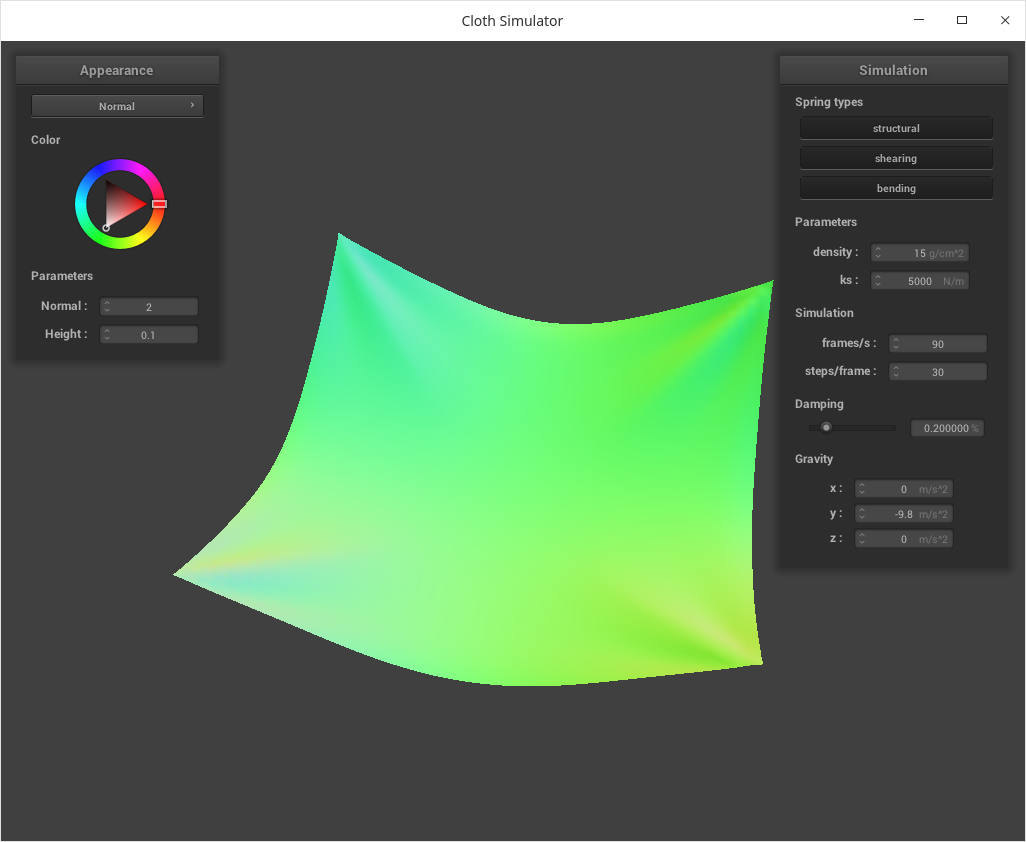 Cloth Simulator
Appearance
Normal
Color
Parameters
Normal : 2
Height : 0.1
Simulation
Spring types
structural
shearing
bending
Parameters
density : 15 g/cm^2
ks : 5000 N/m
Simulation
frames/s : 90
steps/frame : 30
Damping
0.200000 %
Gravity
x : 0 m/s^2
y : -9.8 m/s^2
z : 0 m/s^2